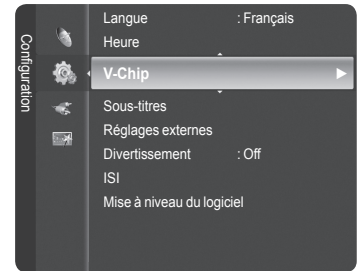 Configuration
Langue : Français
Heure
V-Chip
Sous-titres
Réglages externes
Divertissement : Off
ISI
Mise à niveau du logiciel